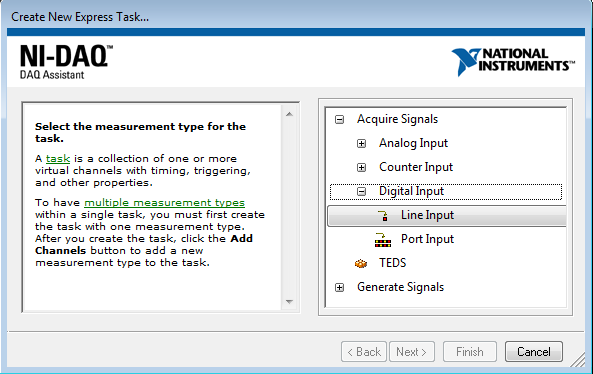 Create New Express Task...
NI-DAQ™
DAQ Assistant
NATIONAL
INSTRUMENTS™
Select the measurement type for the
task.
A task is a collection of one or more
virtual channels with timing, triggering,
and other properties.
To have multiple measurement types
within a single task, you must first create
the task with one measurement type.
After you create the task, click the Add
Channels button to add a new
measurement type to the task.
Acquire Signals
Analog Input
Counter Input
Digital Input
Line Input
Port Input
TEDS
Generate Signals
< Back
Next >
Finish
Cancel